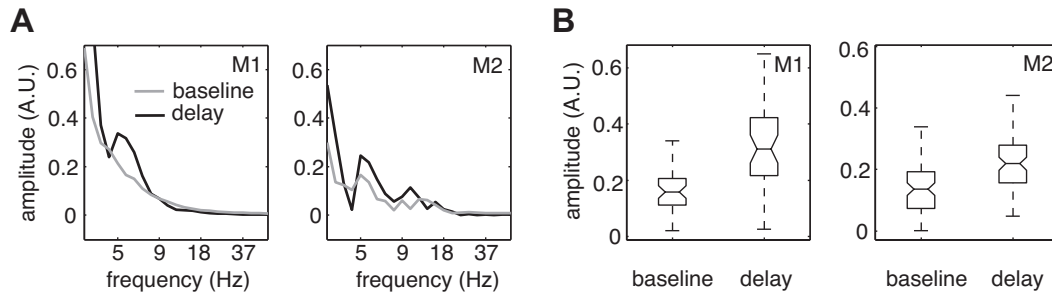 A
amplitude (A.U.)
0.6
0.4
0.2
0
M1
baseline
delay
5 9 18 37
frequency (Hz)
0.6
0.4
0.2
0
M2
5 9 18 37
frequency (Hz)
B
amplitude (A.U.)
0.6
0.4
0.2
0
M1
baseline delay
0.6
0.4
0.2
0
M2
baseline delay